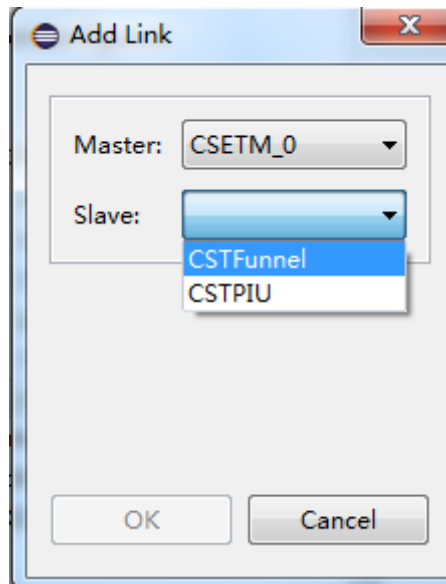 Add Link
Master: CSETM_0
Slave:
CSTFunnel
CSTPIU
OK Cancel